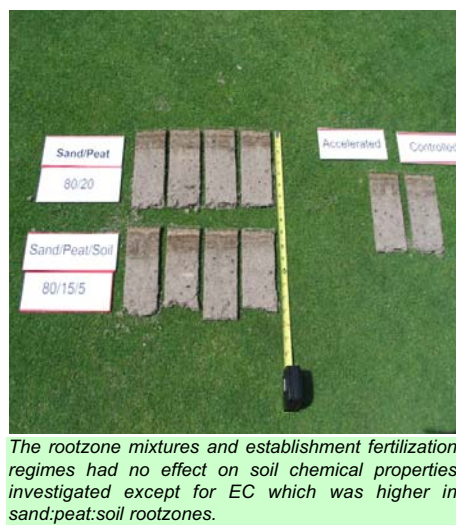 Sand/Peat
80/20
Accelerated
Controlled
Sand/Peat/Soil
80/15/5
The rootzone mixtures and establishment fertilization
regimes had no effect on soil chemical properties
investigated except for EC which was higher in
sand:peat:soil rootzones.